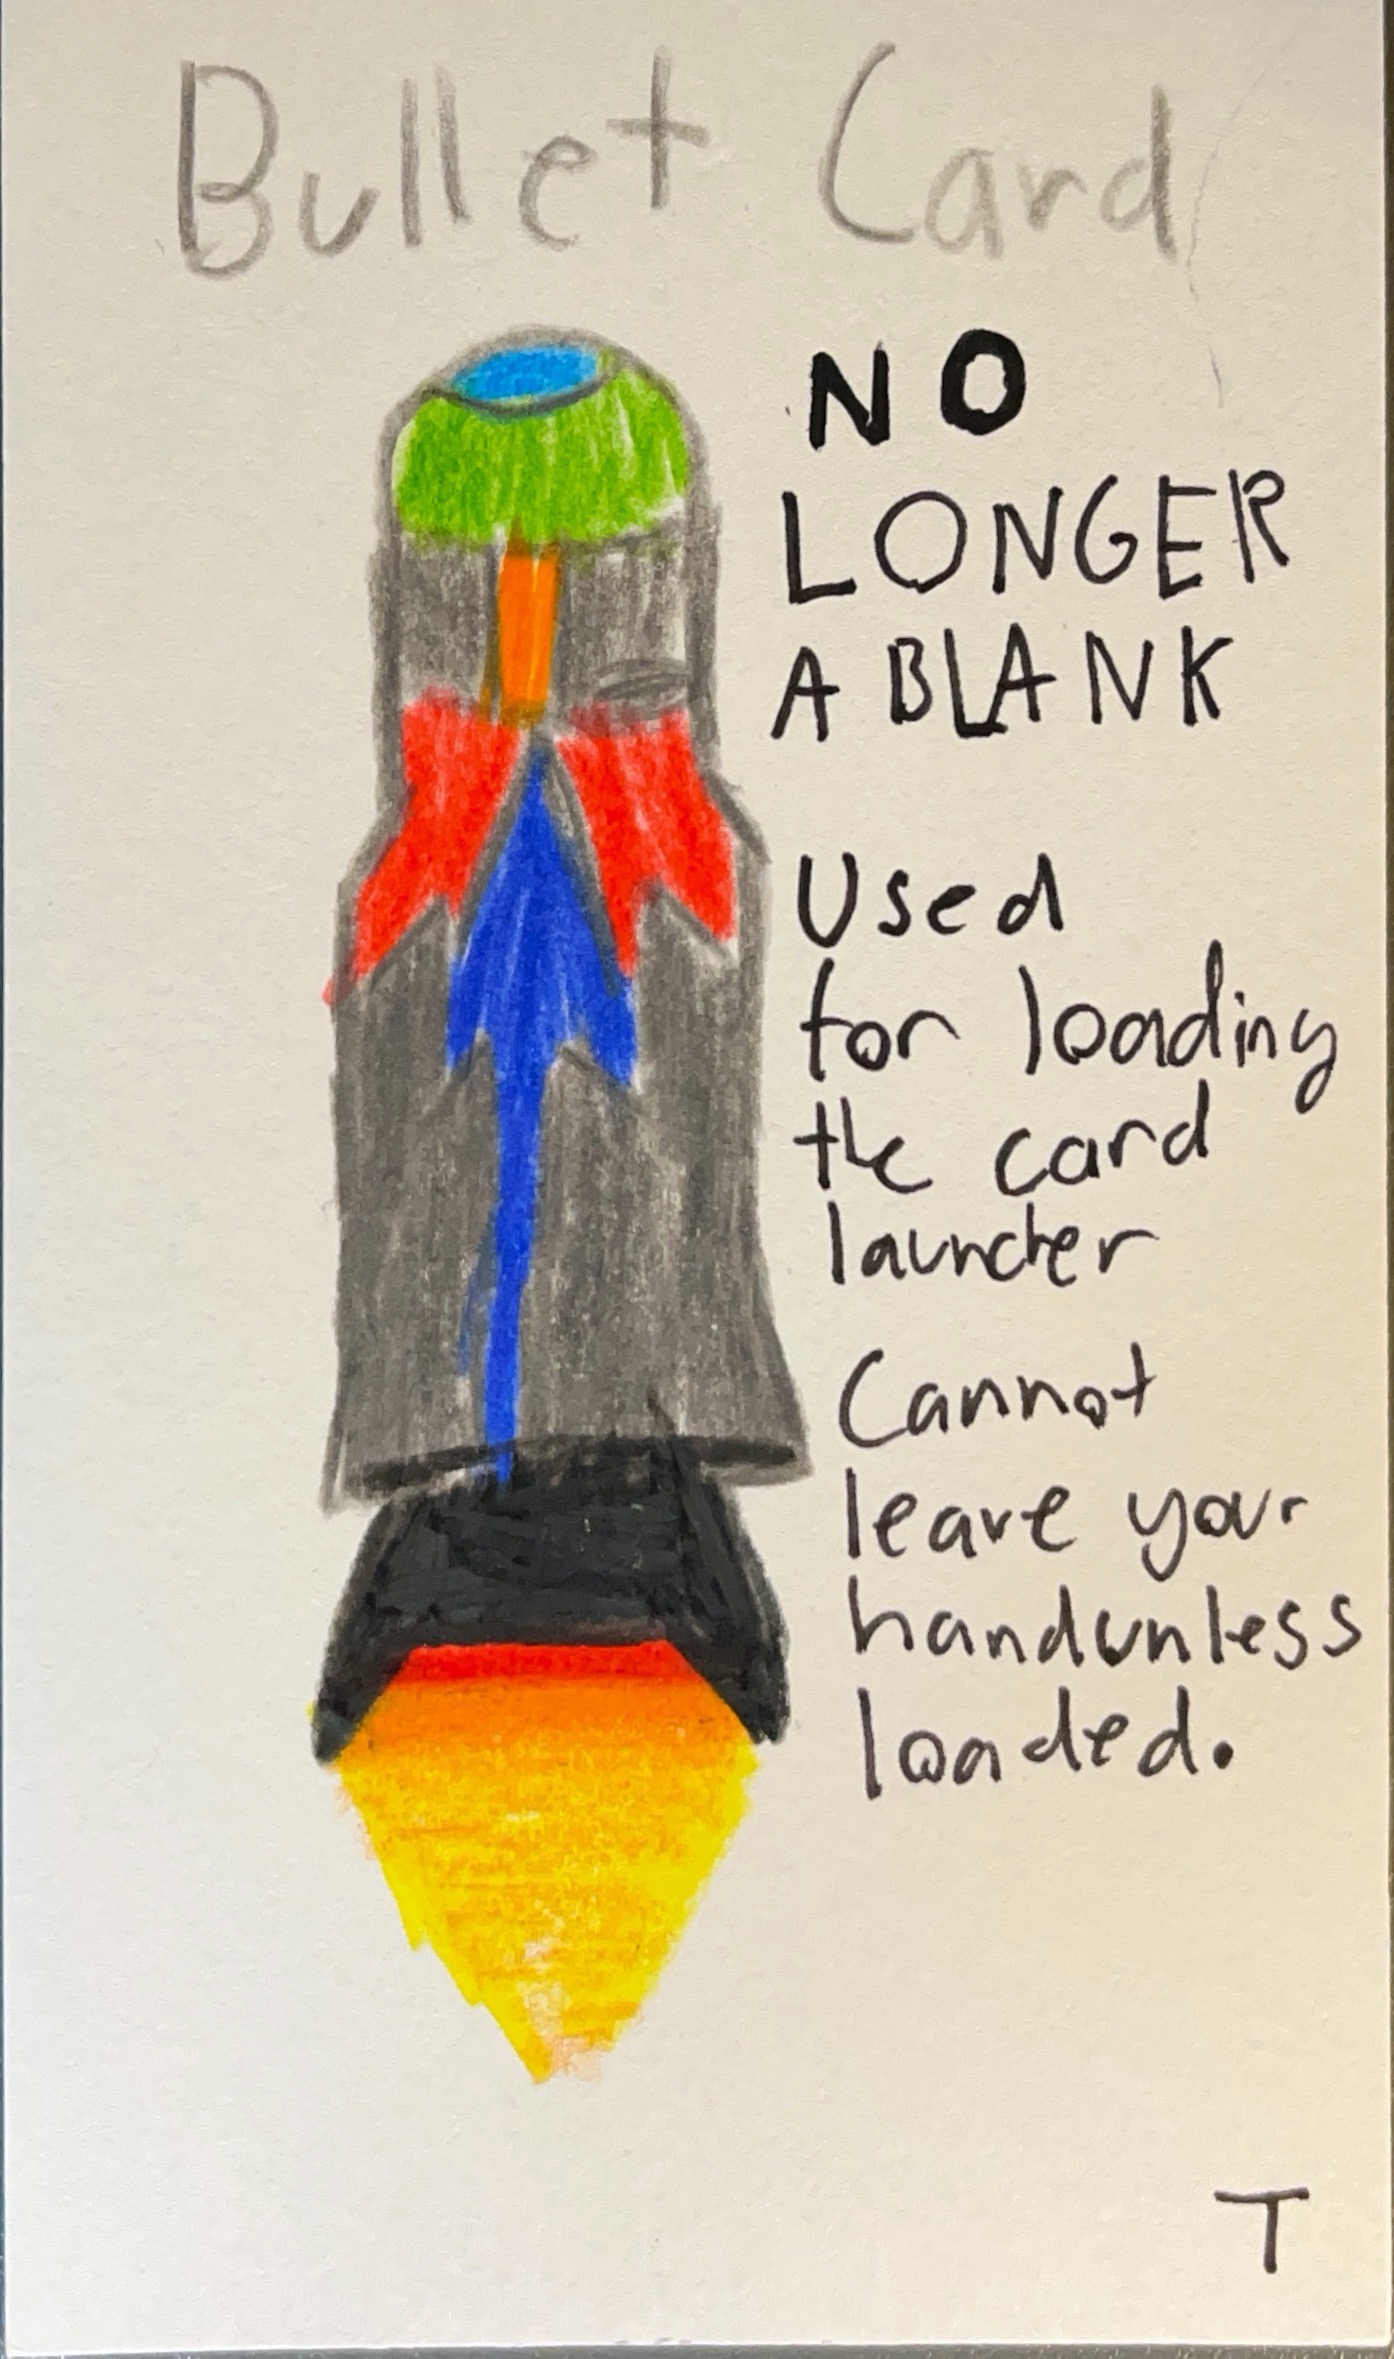 Bullet Card
NO
LONGER
A BLANK
Used
for loading
the card
launcher
Cannot
leave your
handunless
loaded.
T